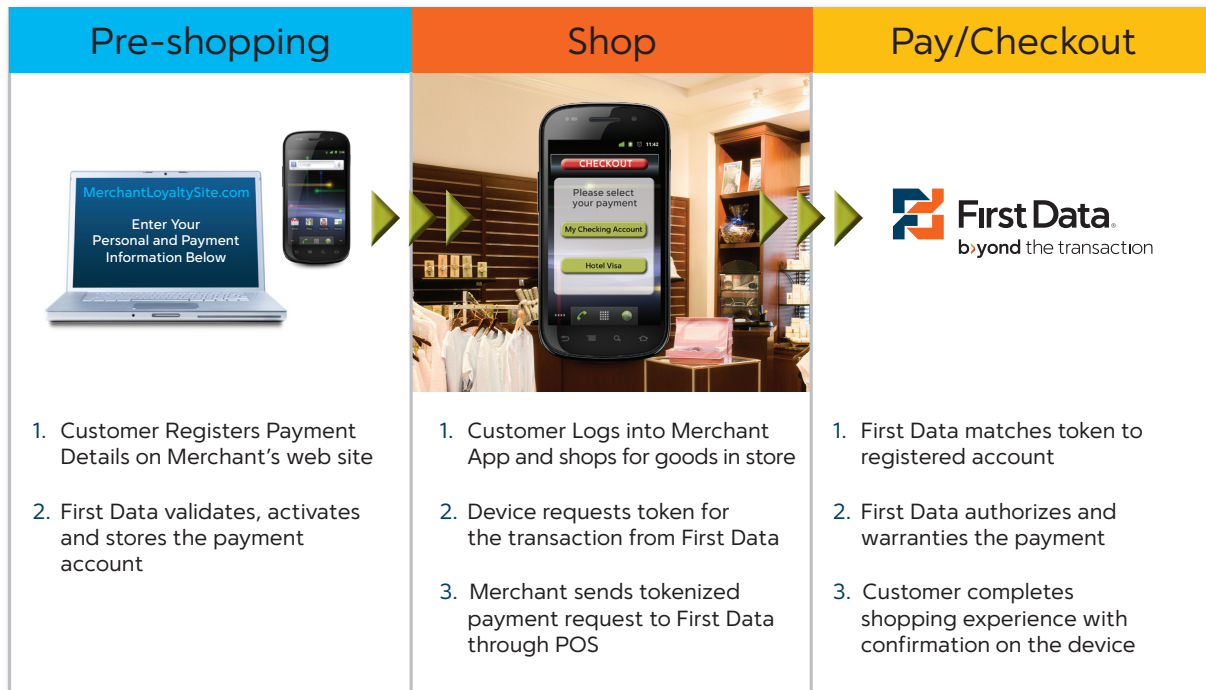 Pre-shopping
Shop
Pay/Checkout
MerchantLoyaltySite.com
Enter Your
Personal and Payment
Information Below
11:42
CHECKOUT
Please select
your payment
My Checking Account
Hotel Visa
First Data®
beyond the transaction
1. Customer Registers Payment
Details on Merchant's web site
2. First Data validates, activates
and stores the payment
account
1. Customer Logs into Merchant
App and shops for goods in store
2. Device requests token for
the transaction from First Data
3. Merchant sends tokenized
payment request to First Data
through POS
1. First Data matches token to
registered account
2. First Data authorizes and
warranties the payment
3. Customer completes
shopping experience with
confirmation on the device